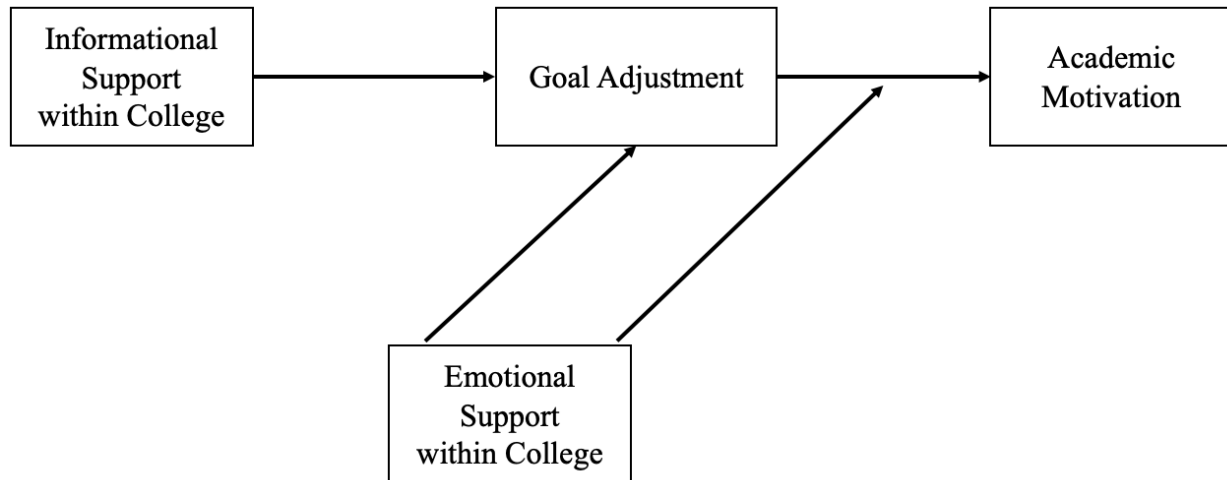 Informational
Support
within College
Goal Adjustment
Academic
Motivation
Emotional
Support
within College